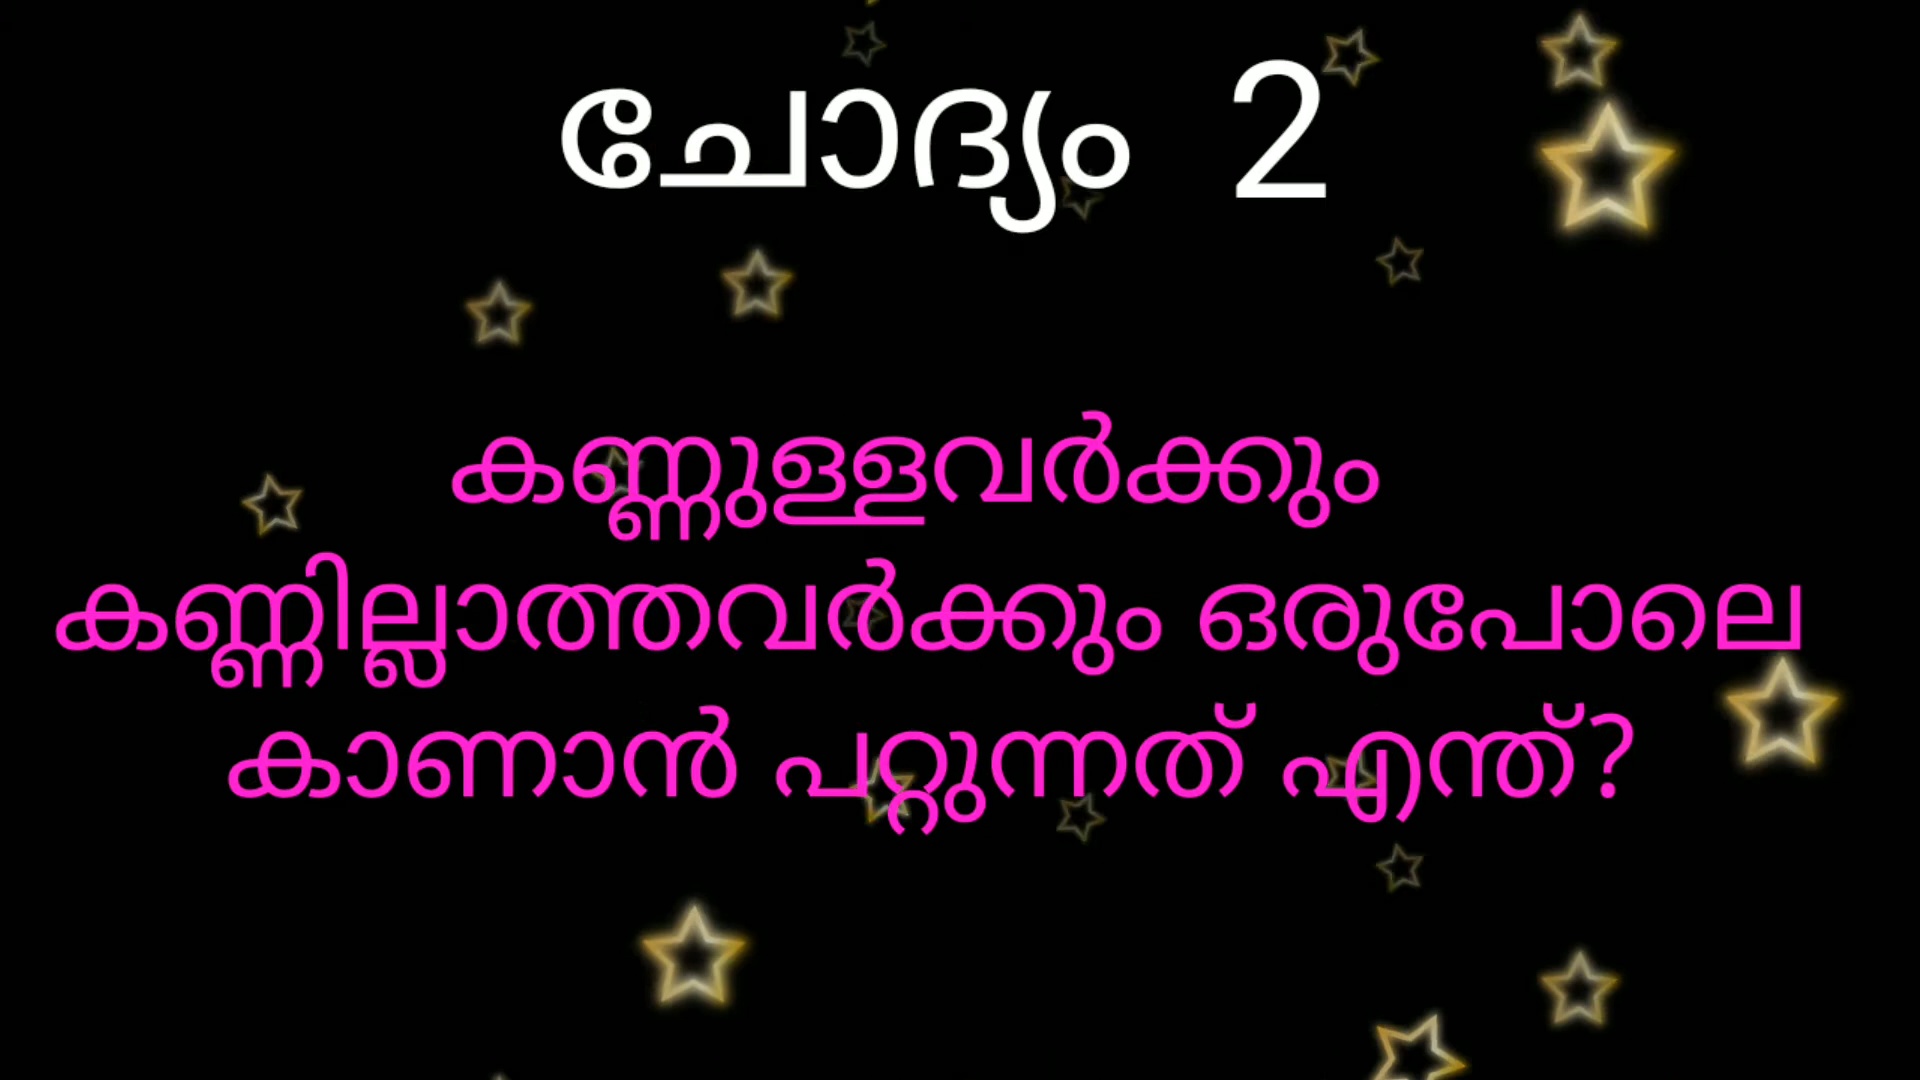 ചോദ്യം 2
കണ്ണുള്ളവർക്കും
കണ്ണില്ലാത്തവർക്കും ഒരുപോലെ
കാണാൻ പറ്റുന്നത് എന്ത്?